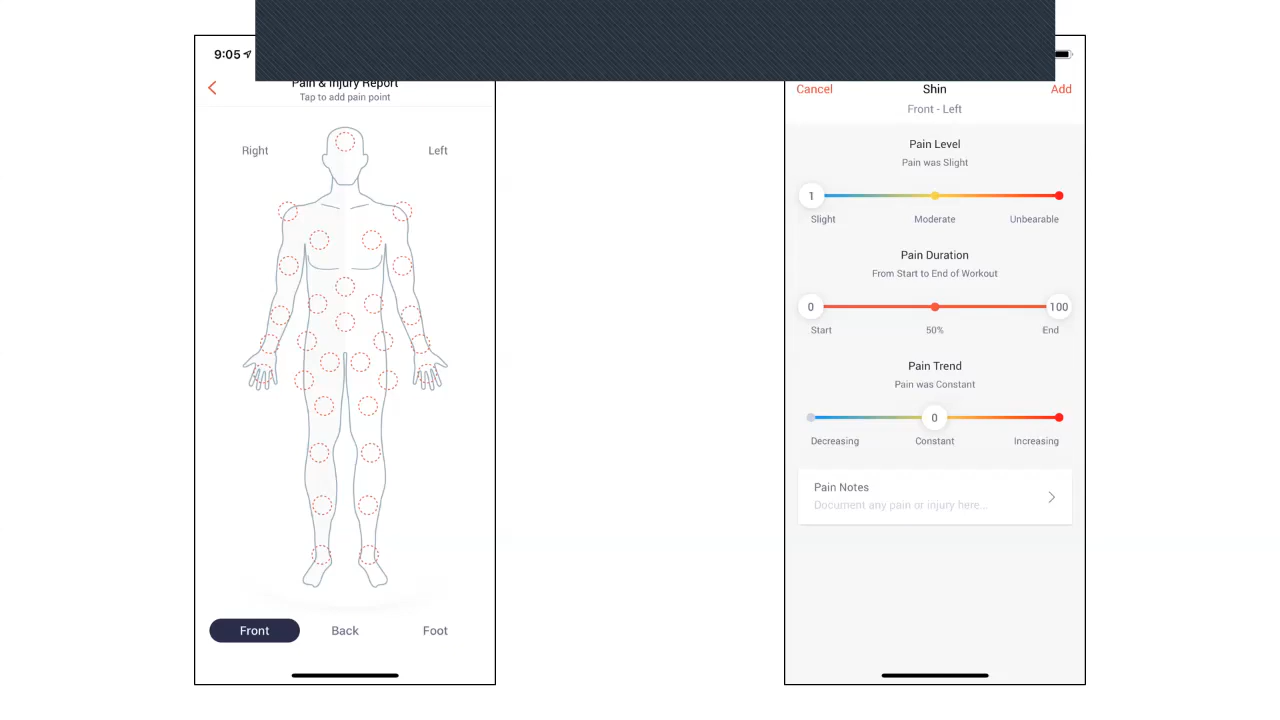 9:05
Pain & Injury Report
Tap to add pain point
Right
Left
Front
Back
Foot
Cancel
Shin
Add
Front - Left
Pain Level
Pain was Slight
1
Slight
Moderate
Unbearable
Pain Duration
From Start to End of Workout
0
100
Start
50%
End
Pain Trend
Pain was Constant
0
Decreasing
Constant
Increasing
Pain Notes
Document any pain or injury here...